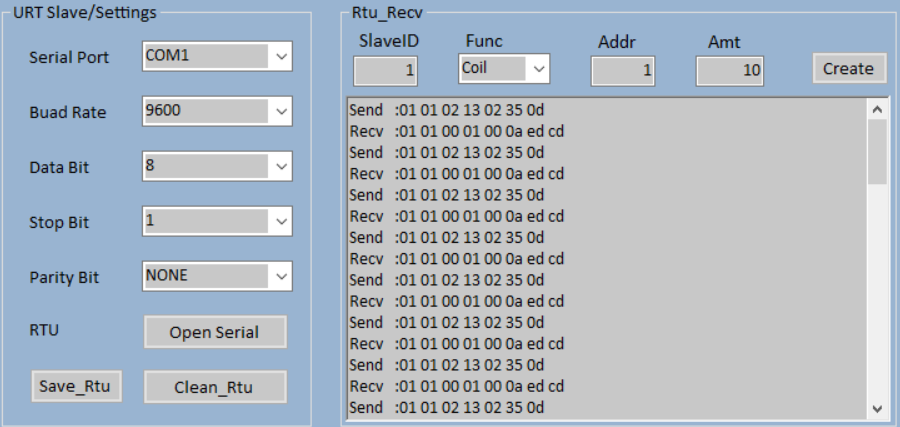 URT Slave/Settings
Serial Port COM1
Buad Rate 9600
Data Bit 8
Stop Bit 1
Parity Bit NONE
RTU Open Serial
Save_Rtu Clean_Rtu
Rtu_Recv
SlaveID Func Addr Amt
1 Coil 1 10 Create
Send :01 01 02 13 02 35 0d
Recv :01 01 00 01 00 0a ed cd
Send :01 01 02 13 02 35 0d
Recv :01 01 00 01 00 0a ed cd
Send :01 01 02 13 02 35 0d
Recv :01 01 00 01 00 0a ed cd
Send :01 01 02 13 02 35 0d
Recv :01 01 00 01 00 0a ed cd
Send :01 01 02 13 02 35 0d
Recv :01 01 00 01 00 0a ed cd
Send :01 01 02 13 02 35 0d
Recv :01 01 00 01 00 0a ed cd
Send :01 01 02 13 02 35 0d
Recv :01 01 00 01 00 0a ed cd
Send :01 01 02 13 02 35 0d